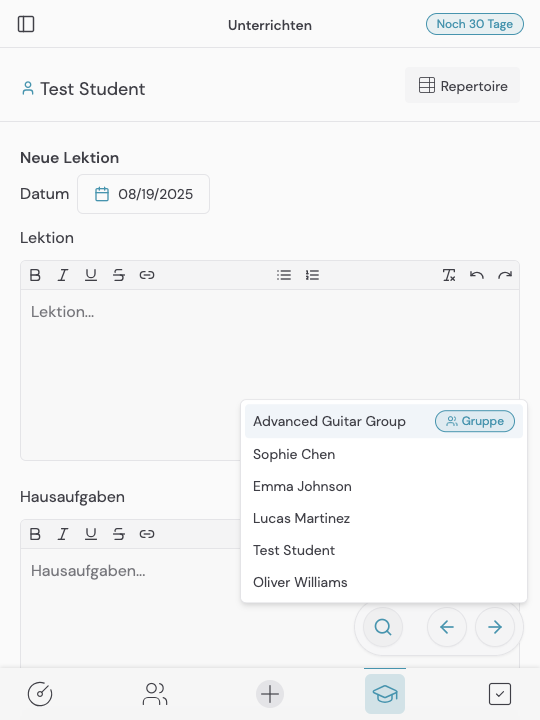 Unterrichten
Noch 30 Tage
Test Student
Repertoire
Neue Lektion
Datum
08/19/2025
Lektion
Lektion...
Advanced Guitar Group
Gruppe
Sophie Chen
Emma Johnson
Lucas Martinez
Test Student
Oliver Williams
Hausaufgaben
Hausaufgaben...